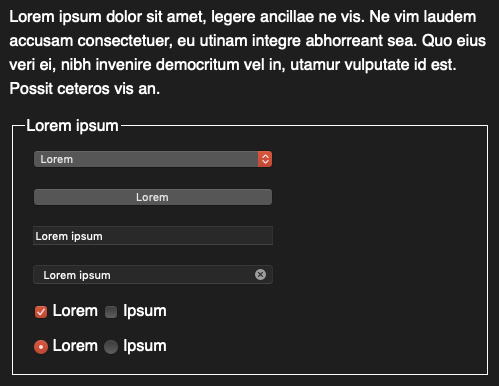 Lorem ipsum dolor sit amet, legere ancillae ne vis. Ne vim laudem
accusam consectetuer, eu utinam integre abhorreant sea. Quo eius
veri ei, nibh invenire democritum vel in, utamur vulputate id est.
Possit ceteros vis an.
Lorem ipsum
Lorem
Lorem
Lorem ipsum
Lorem ipsum
Lorem Ipsum
Lorem Ipsum